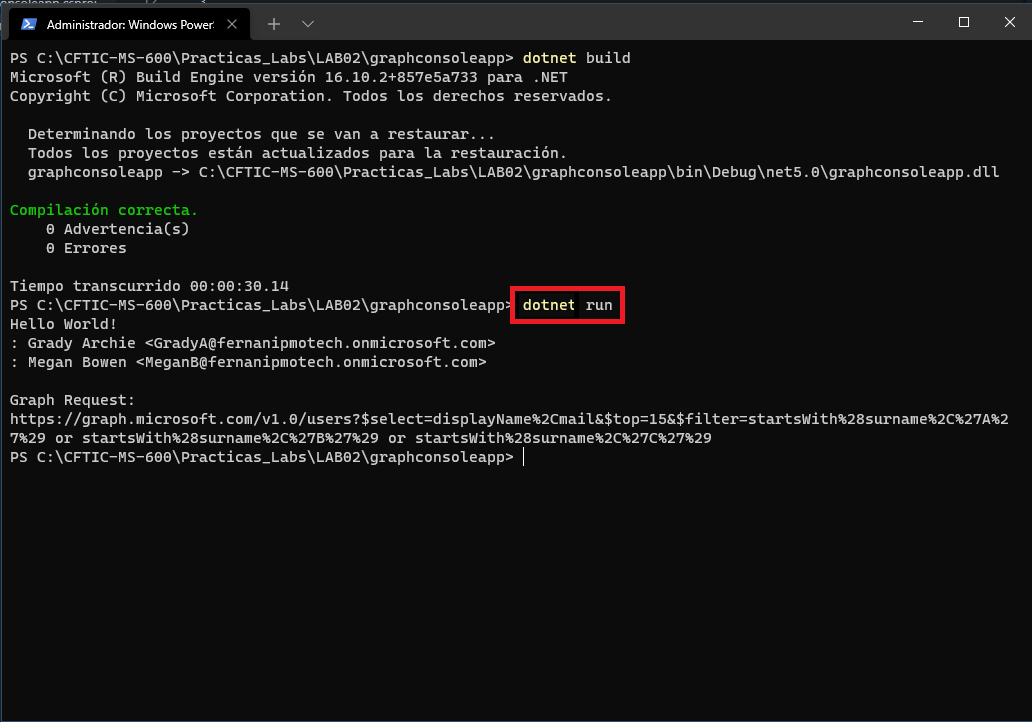 Administrador: Windows Power
PS C:\CFTIC-MS-600\Practicas_Labs\LAB02\graphconsoleapp> dotnet build
Microsoft (R) Build Engine versión 16.10.2+857e5a733 para .NET
Copyright (C) Microsoft Corporation. Todos los derechos reservados.
Determinando los proyectos que se van a restaurar...
Todos los proyectos están actualizados para la restauración.
graphconsoleapp -> C:\CFTIC-MS-600\Practicas_Labs\LAB02\graphconsoleapp\bin\Debug\net5.0\graphconsoleapp.dll
Compilación correcta.
0 Advertencia(s)
0 Errores
Tiempo transcurrido 00:00:30.14
PS C:\CFTIC-MS-600\Practicas_Labs\LAB02\graphconsoleapp> dotnet run
Hello World!
: Grady Archie <GradyA@fernanipmotech.onmicrosoft.com>
: Megan Bowen <MeganB@fernanipmotech.onmicrosoft.com>
Graph Request:
https://graph.microsoft.com/v1.0/users?$select=displayName%2Cmail&$top=15&$filter=startsWith%28surname%2C%27A%2
7%29 or startsWith%28surname%2C%27B%27%29 or startsWith%28surname%2C%27C%27%29
PS C:\CFTIC-MS-600\Practicas_Labs\LAB02\graphconsoleapp>